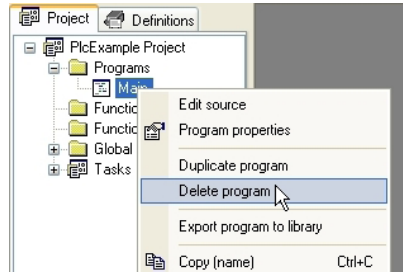 Project Definitions
PlcExample Project
Programs
Main
Functio
Functio
Global
Tasks
Edit source
Program properties
Duplicate program
Delete program
Export program to library
Copy (name) Ctrl+C